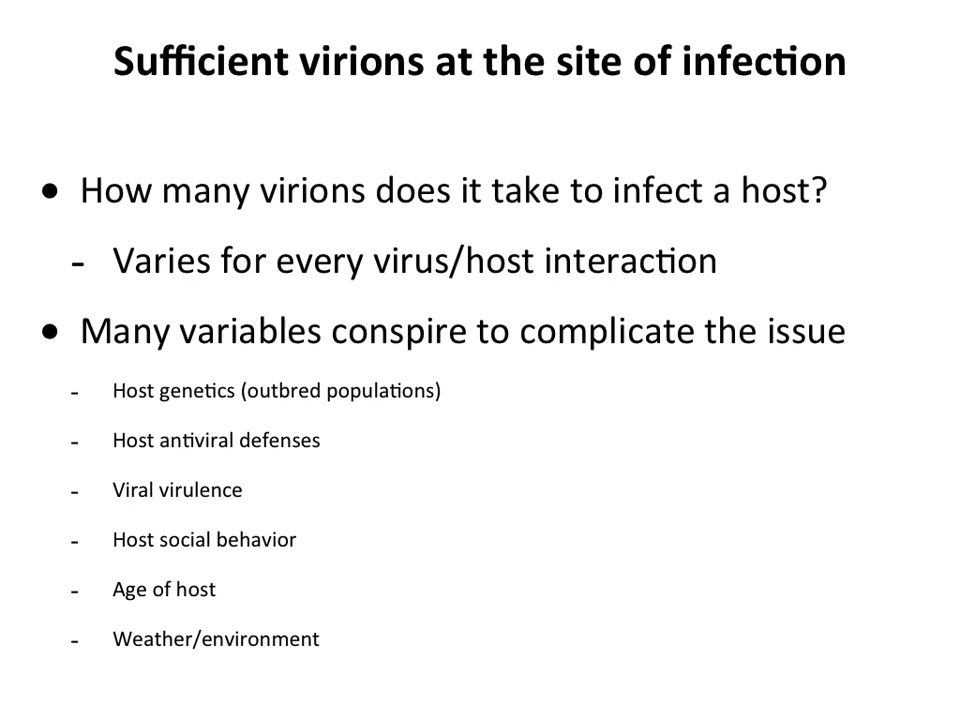 Sufficient virions at the site of infection
• How many virions does it take to infect a host?
- Varies for every virus/host interaction
• Many variables conspire to complicate the issue
- Host genetics (outbred populations)
- Host antiviral defenses
- Viral virulence
- Host social behavior
- Age of host
- Weather/environment